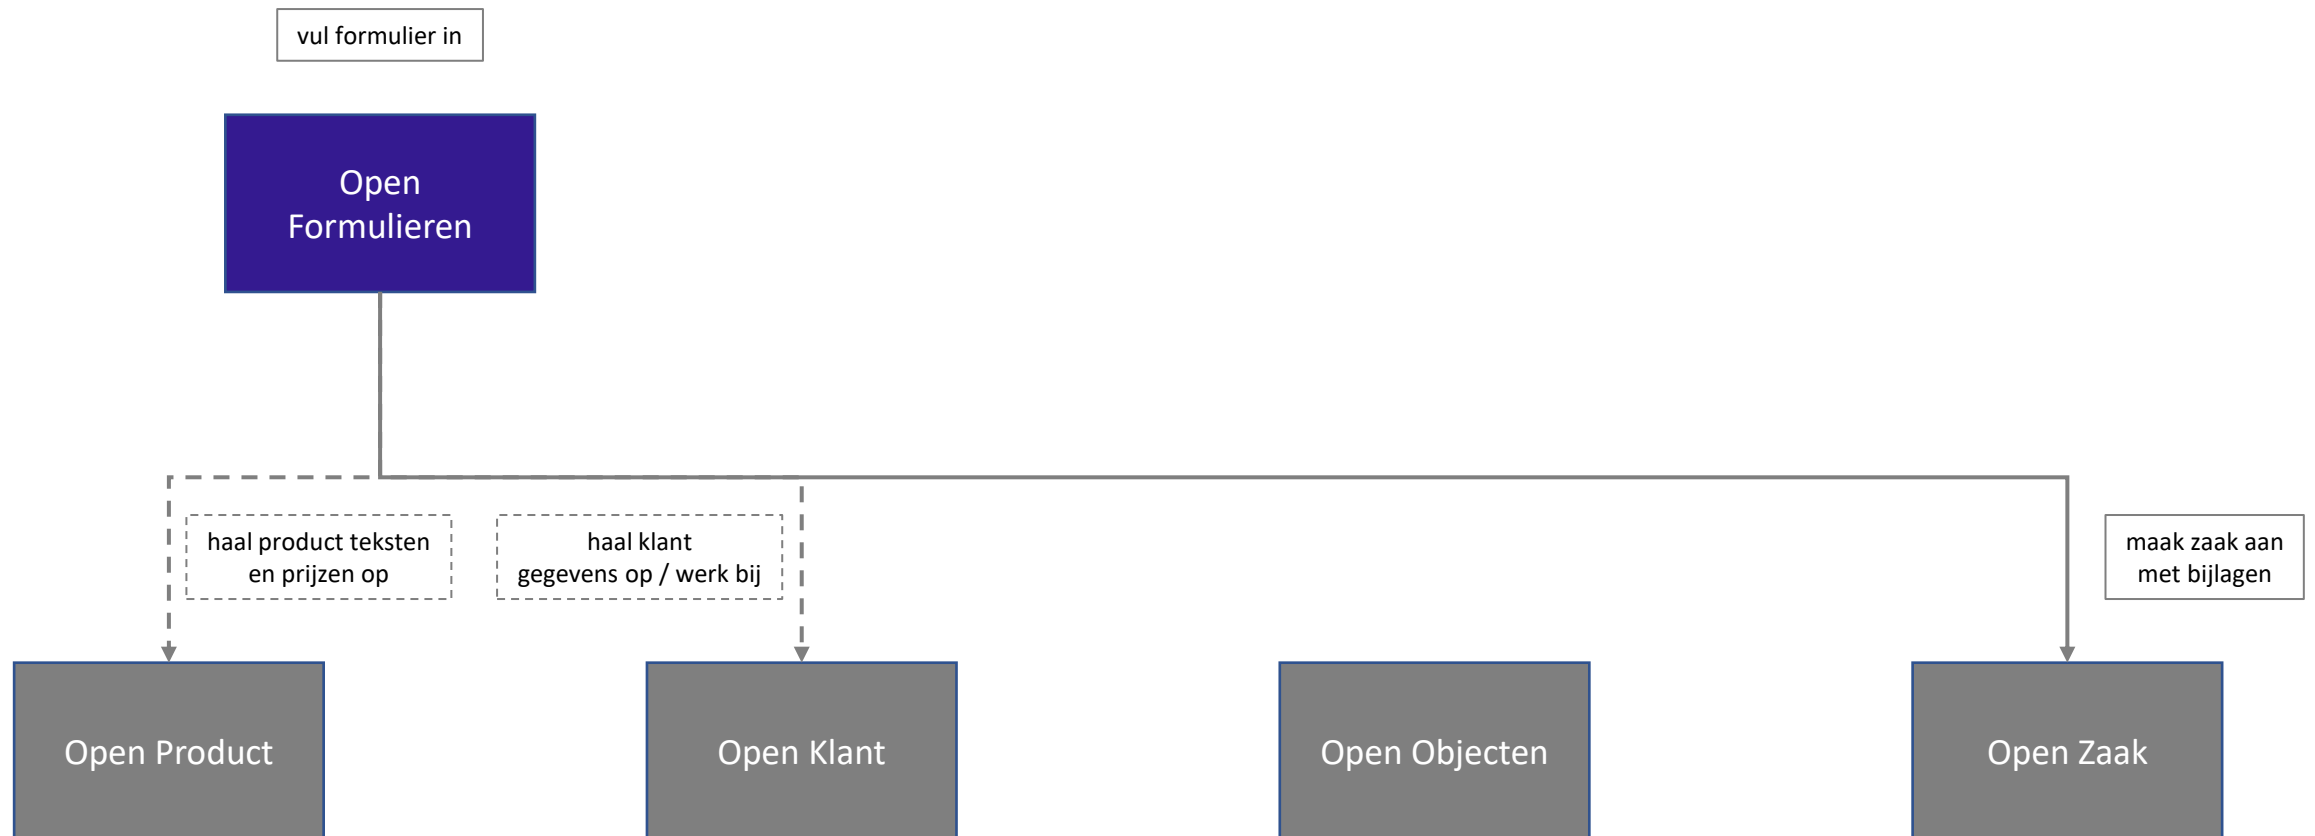 vul formulier in
Open
Formulieren
haal product teksten
en prijzen op
haal klant
gegevens op / werk bij
maak zaak aan
met bijlagen
Open Product
Open Klant
Open Objecten
Open Zaak